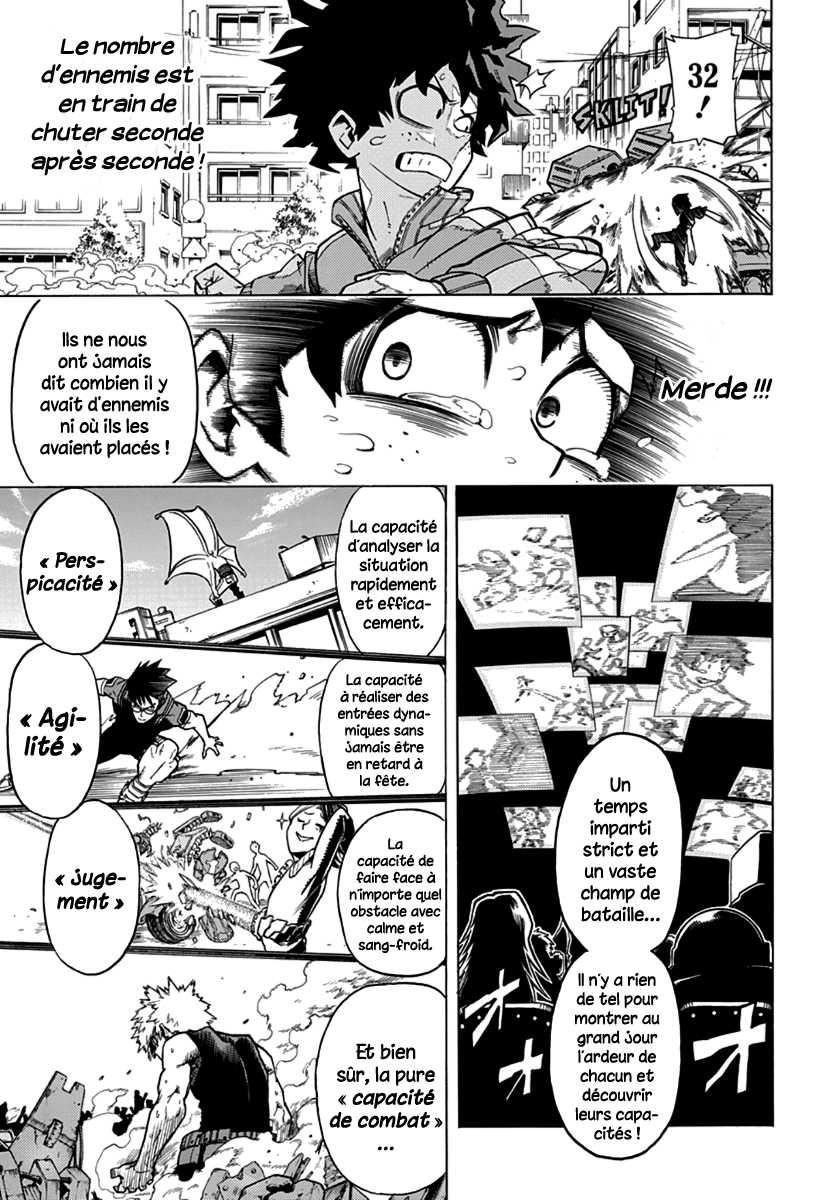 32
!
SKLIT!
Le nombre
d'ennemis est
en train de
chuter seconde
après seconde !
Merde !!!
Ils ne nous
ont jamais
dit combien il y
avait d'ennemis
ni où ils les
avaient placés !
Un
temps
imparti
strict et
un vaste
champ de
bataille...
Il n'y a rien
de tel pour
montrer au
grand jour
l'ardeur de
chacun et
découvrir
leurs capa-
cités !
オ
オ
La capacité
d'analyser la
situation
rapidement
et effica-
cement.
« Pers-
picacité »
La capacité
à réaliser des
entrées dyna-
miques sans
jamais être
en retard à
la fête.
« Agi-
lité »
La
capacité de
faire face à
n'importe quel
obstacle avec
calme et
sang-froid.
« Juge-
ment »
Et bien
sûr, la pure
« capacité
de combat »
...